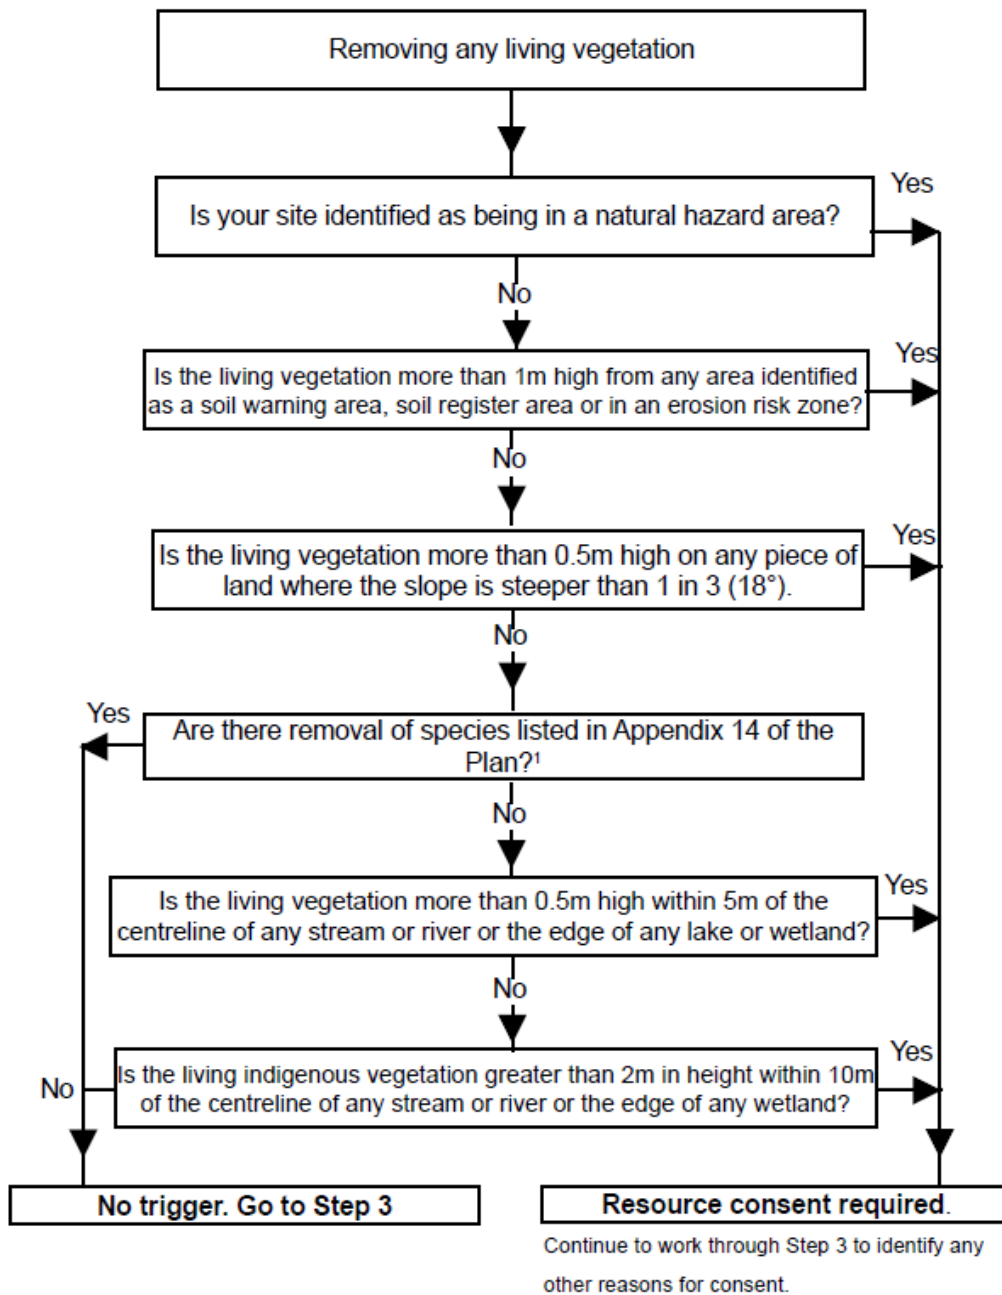 Removing any living vegetation
Yes
Is your site identified as being in a natural hazard area?
No
Yes
Is the living vegetation more than 1m high from any area identified
as a soil warning area, soil register area or in an erosion risk zone?
No
Yes
Is the living vegetation more than 0.5m high on any piece of
land where the slope is steeper than 1 in 3 (18°).
No
Yes
Are there removal of species listed in Appendix 14 of the
Plan?¹
No
Yes
Is the living vegetation more than 0.5m high within 5m of the
centreline of any stream or river or the edge of any lake or wetland?
No
Yes
No
Is the living indigenous vegetation greater than 2m in height within 10m
of the centreline of any stream or river or the edge of any wetland?
No trigger. Go to Step 3
Resource consent required.
Continue to work through Step 3 to identify any
other reasons for consent.